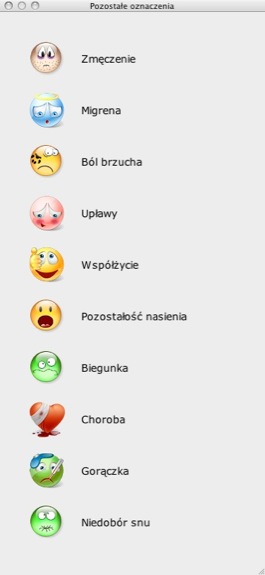 Pozostałe oznaczenia
Zmęczenie
Migrena
Ból brzucha
Upławy
Współżycie
Pozostałość nasienia
Biegunka
Choroba
Gorączka
Niedobór snu